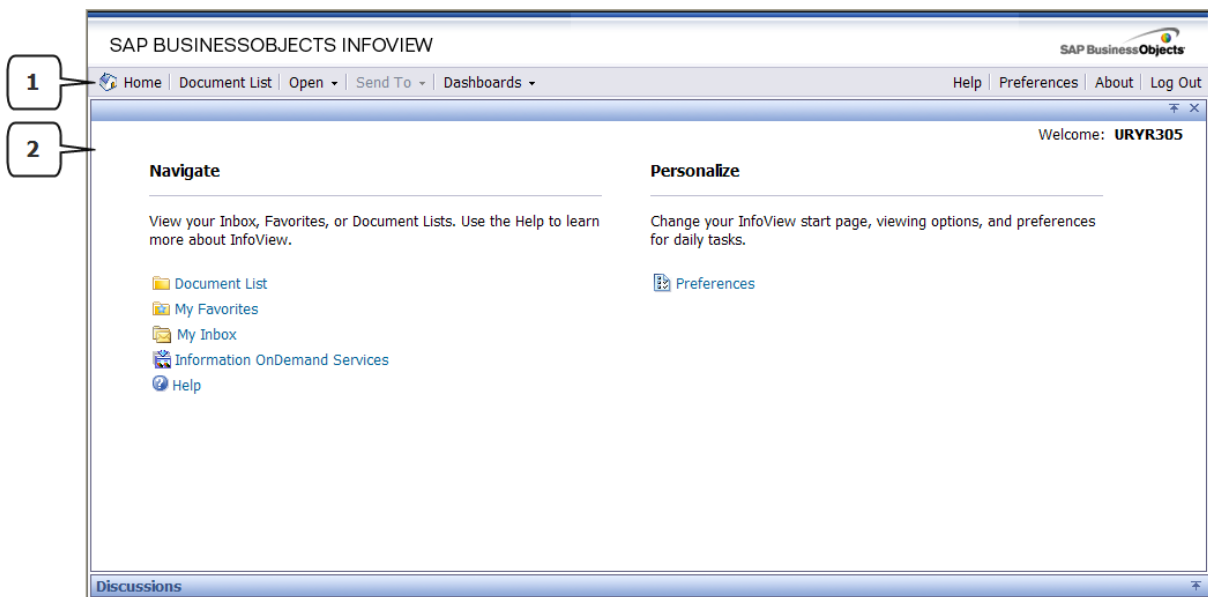 SAP BUSINESSOBJECTS INFOVIEW
SAP BusinessObjects
1
Home Document List Open Send To Dashboards Help Preferences About Log Out
2
Welcome: URYR305
Navigate
View your Inbox, Favorites, or Document Lists. Use the Help to learn
more about InfoView.
Document List
My Favorites
My Inbox
Information OnDemand Services
Help
Personalize
Change your InfoView start page, viewing options, and preferences
for daily tasks.
Preferences
Discussions